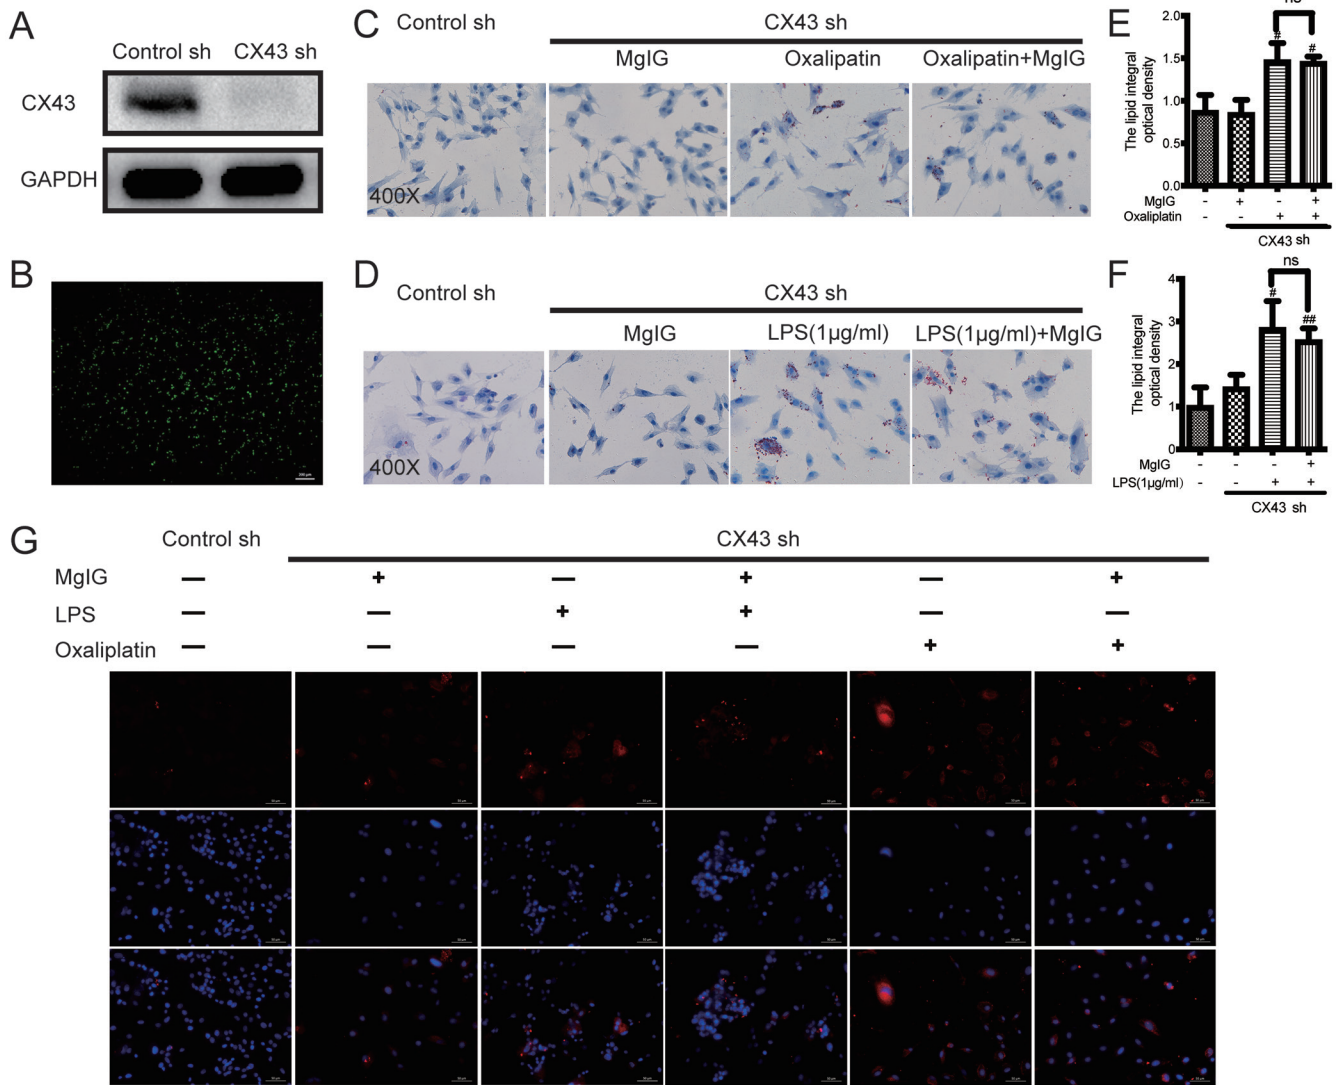 A
Control sh CX43 sh
CX43
GAPDH
B
C
Control sh
CX43 sh
MgIG
Oxalipatin
Oxalipatin+MgIG
400X
D
Control sh
CX43 sh
MgIG
LPS(1μg/ml)
LPS(1μg/ml)+MgIG
400X
E
ns
The lipid integral
optical density
2.0
1.5
1.0
0.5
0.0
# #
MgIG - + - +
Oxaliplatin - - + +
CX43 sh
F
ns
The lipid integral
optical density
4
3
2
1
0
# ##
MgIG - - - +
LPS(1μg/ml) - - + +
CX43 sh
G
Control sh CX43 sh
MgIG — + — + — +
LPS — — + + — —
Oxaliplatin — — — — + +